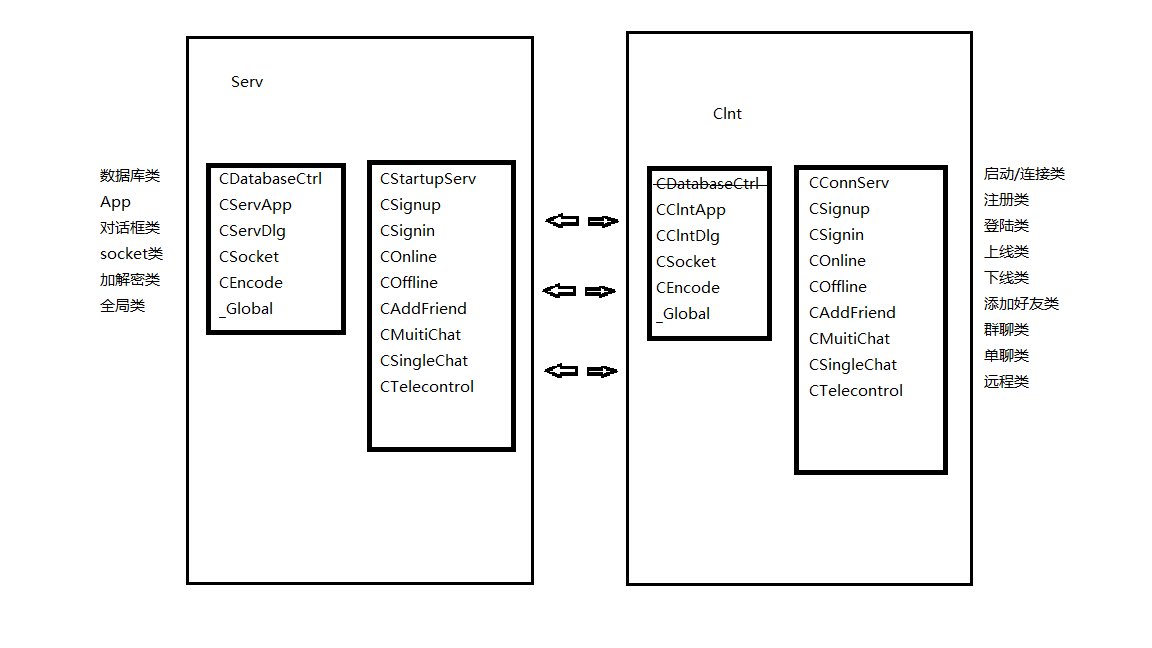 Serv
Clnt
数据库类
App
对话框类
socket类
加解密类
全局类
CDatabaseCtrl
CServApp
CServDlg
CSocket
CEncode
_Global
CStartupServ
CSignup
CSignin
COnline
COffline
CAddFriend
CMuitiChat
CSingleChat
CTelecontrol
CDatabaseCtrl
CClntApp
CClntDlg
CSocket
CEncode
_Global
CConnServ
CSignup
CSignin
COnline
COffline
CAddFriend
CMuitiChat
CSingleChat
CTelecontrol
启动/连接类
注册类
登陆类
上线类
下线类
添加好友类
群聊类
单聊类
远程类